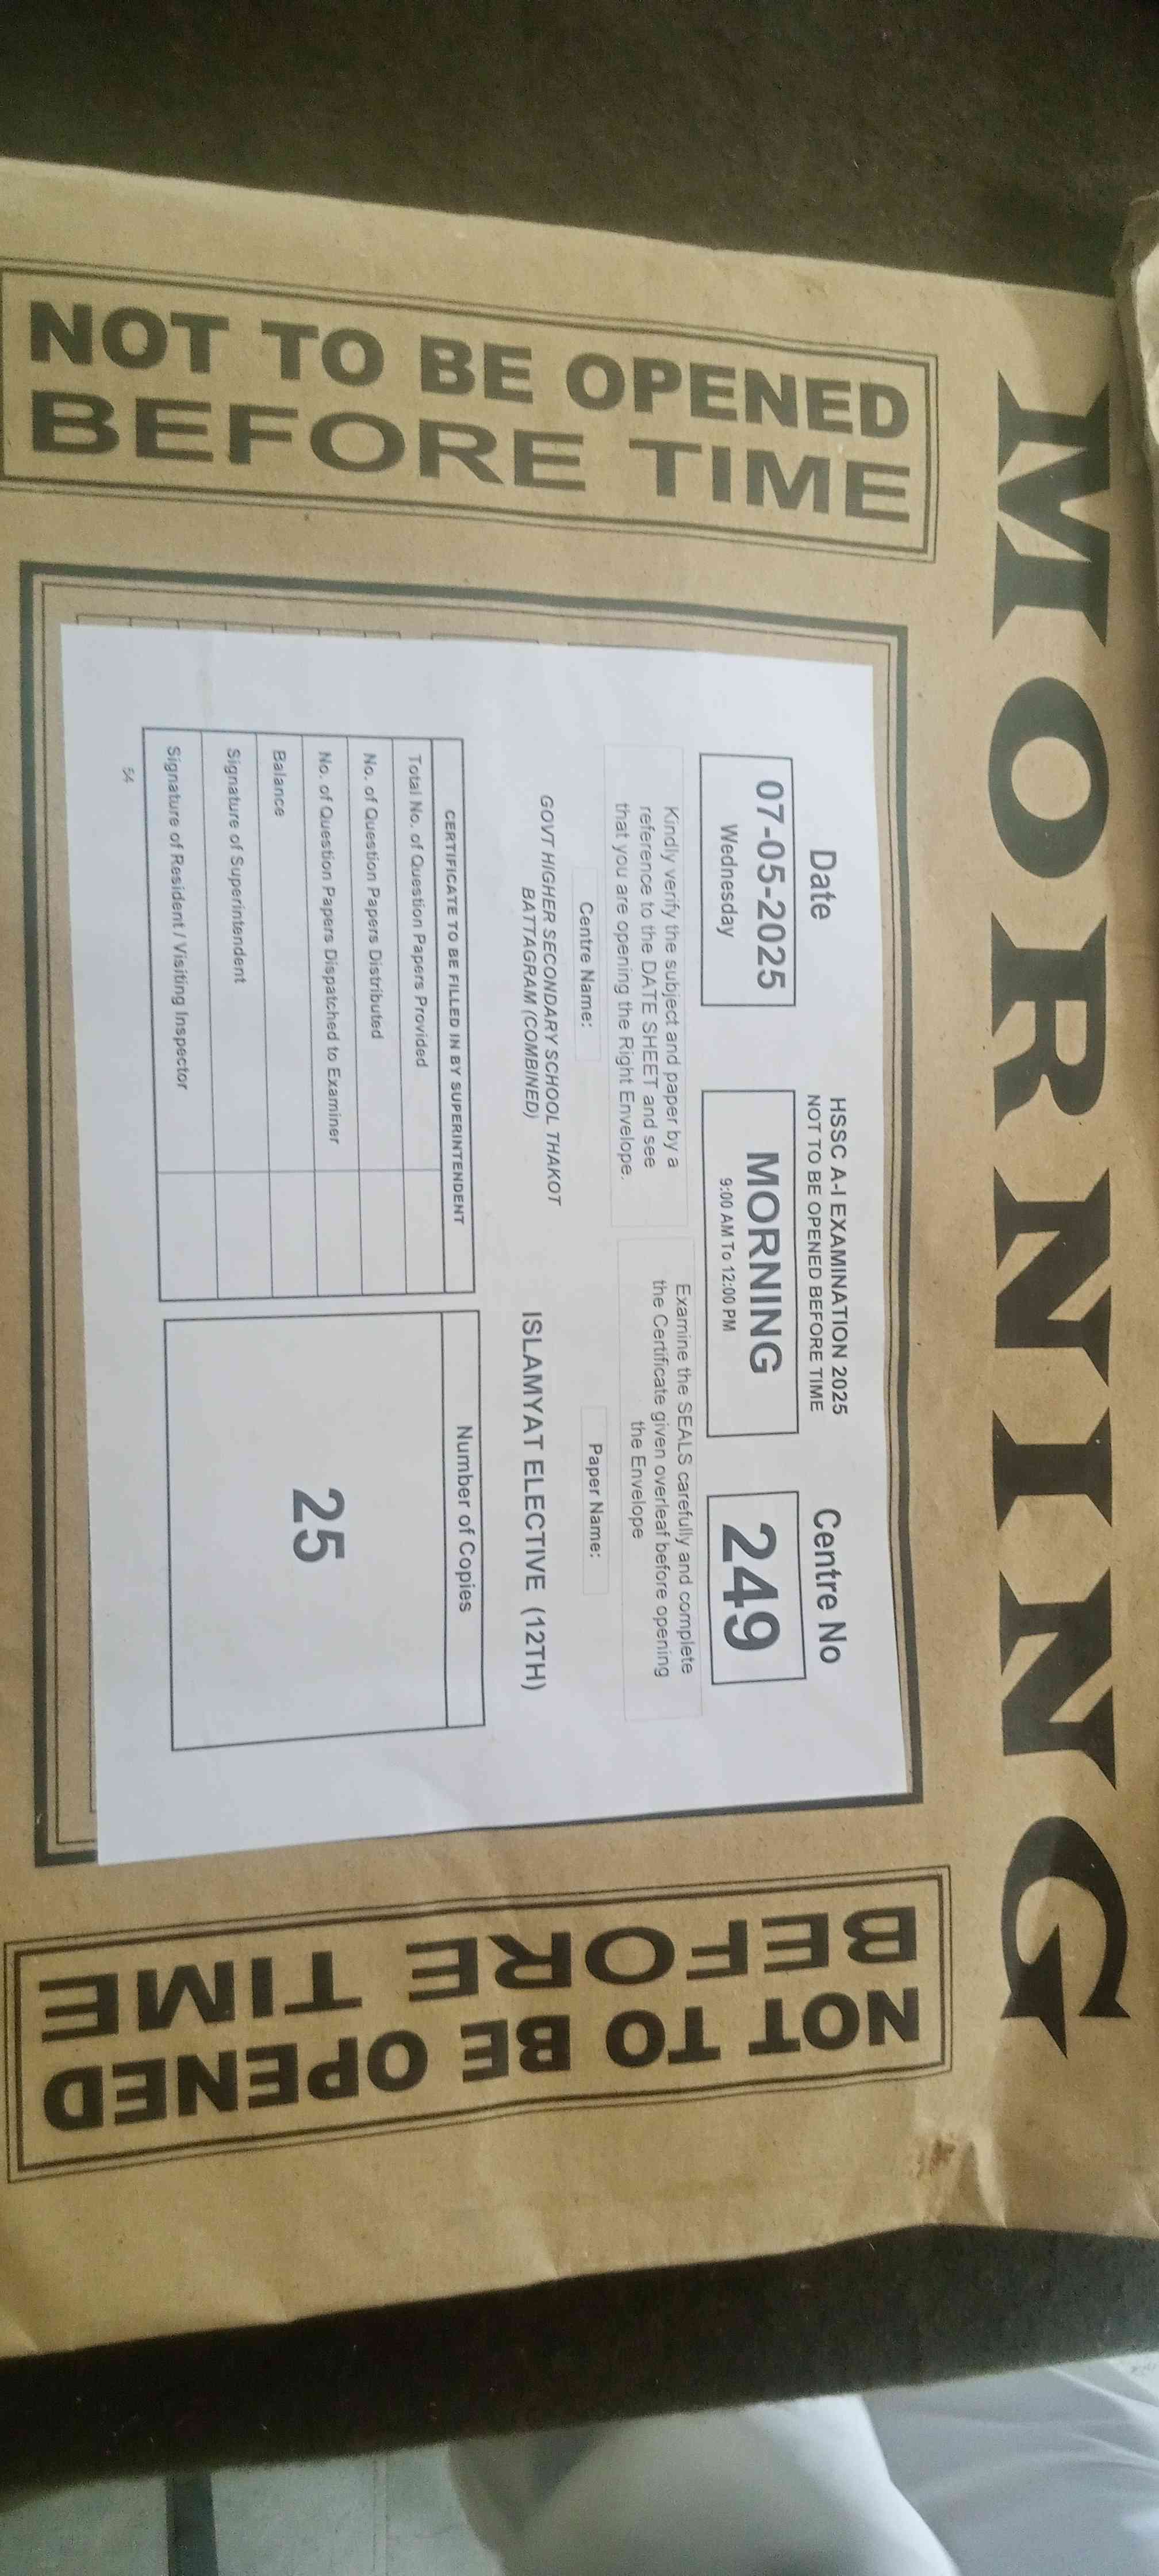 MORNING
NOT TO BE OPENED
BEFORE TIME
HSSC A-I EXAMINATION 2025
NOT TO BE OPENED BEFORE TIME
Date
07-05-2025
Wednesday
MORNING
9:00 AM To 12:00 PM
Centre No
249
Kindly verify the subject and paper by a
reference to the DATE SHEET and see
that you are opening the Right Envelope.
Examine the SEALS carefully and complete
the Certificate given overleaf before opening
the Envelope
Centre Name:
GOVT HIGHER SECONDARY SCHOOL THAKOT
BATTAGRAM (COMBINED)
Paper Name:
ISLAMYAT ELECTIVE (12TH)
CERTIFICATE TO BE FILLED IN BY SUPERINTENDENT
Total No. of Question Papers Provided
No. of Question Papers Distributed
No. of Question Papers Dispatched to Examiner
Balance
Signature of Superintendent
Signature of Resident / Visiting Inspector
Number of Copies
25
54
NOT TO BE OPENED
BEFORE TIME